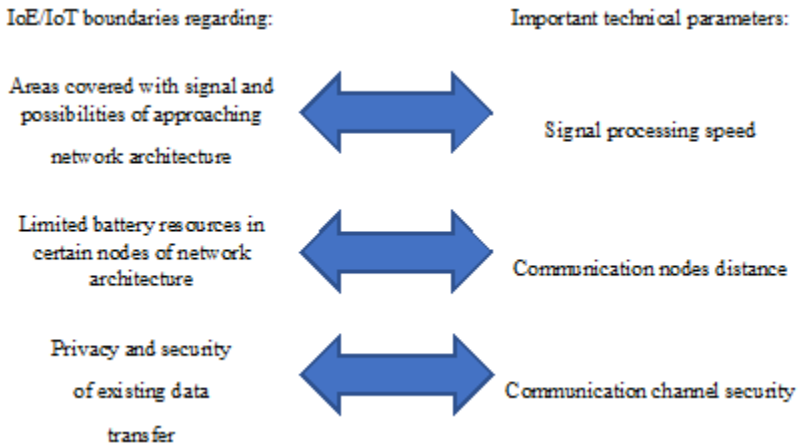 IoE/IoT boundaries regarding:
Important technical parameters:
Areas covered with signal and
possibilities of approaching
network architecture
Signal processing speed
Limited battery resources in
certain nodes of network
architecture
Communication nodes distance
Privacy and security
of existing data
transfer
Communication channel security